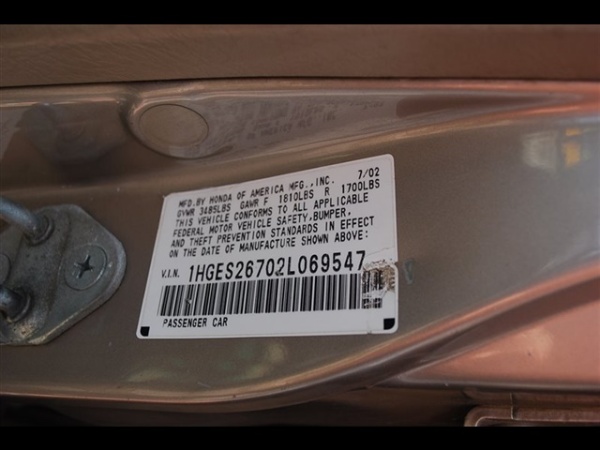 MFD.BY HONDA OF AMERICA MFG.,INC. 7/02
GVWR 3485LBS GAWR F 1810LBS R 1700LBS
THIS VEHICLE CONFORMS TO ALL APPLICABLE
FEDERAL MOTOR VEHICLE SAFETY,BUMPER,
AND THEFT PREVENTION STANDARDS IN EFFECT
ON THE DATE OF MANUFACTURE SHOWN ABOVE:
V.I.N. 1HGES26702L069547
PASSENGER CAR